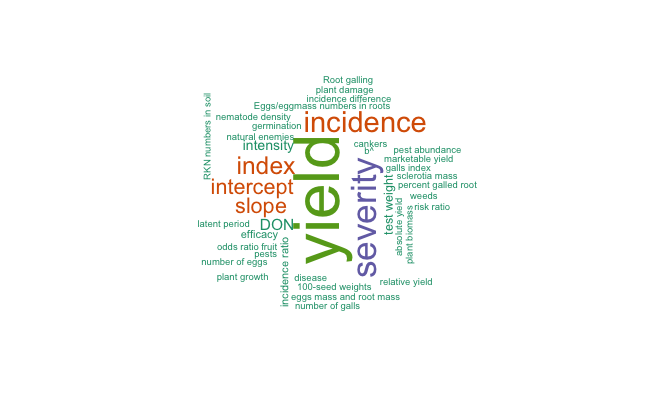 Root galling
plant damage
incidence difference
Eggs/eggmass numbers in roots
nematode density
incidence
germination
natural enemies
intensity
RKN numbers in soil
cankers
b^
pest abundance
marketable yield
galls index
index
yield
severity
sclerotia mass
percent galled root
intercept
test weight
weeds
slope
risk ratio
absolute yield
plant biomass
latent period
DON
efficacy
odds ratio fruit
pests
number of eggs
incidence ratio
plant growth
disease
relative yield
100-seed weights
eggs mass and root mass
number of galls